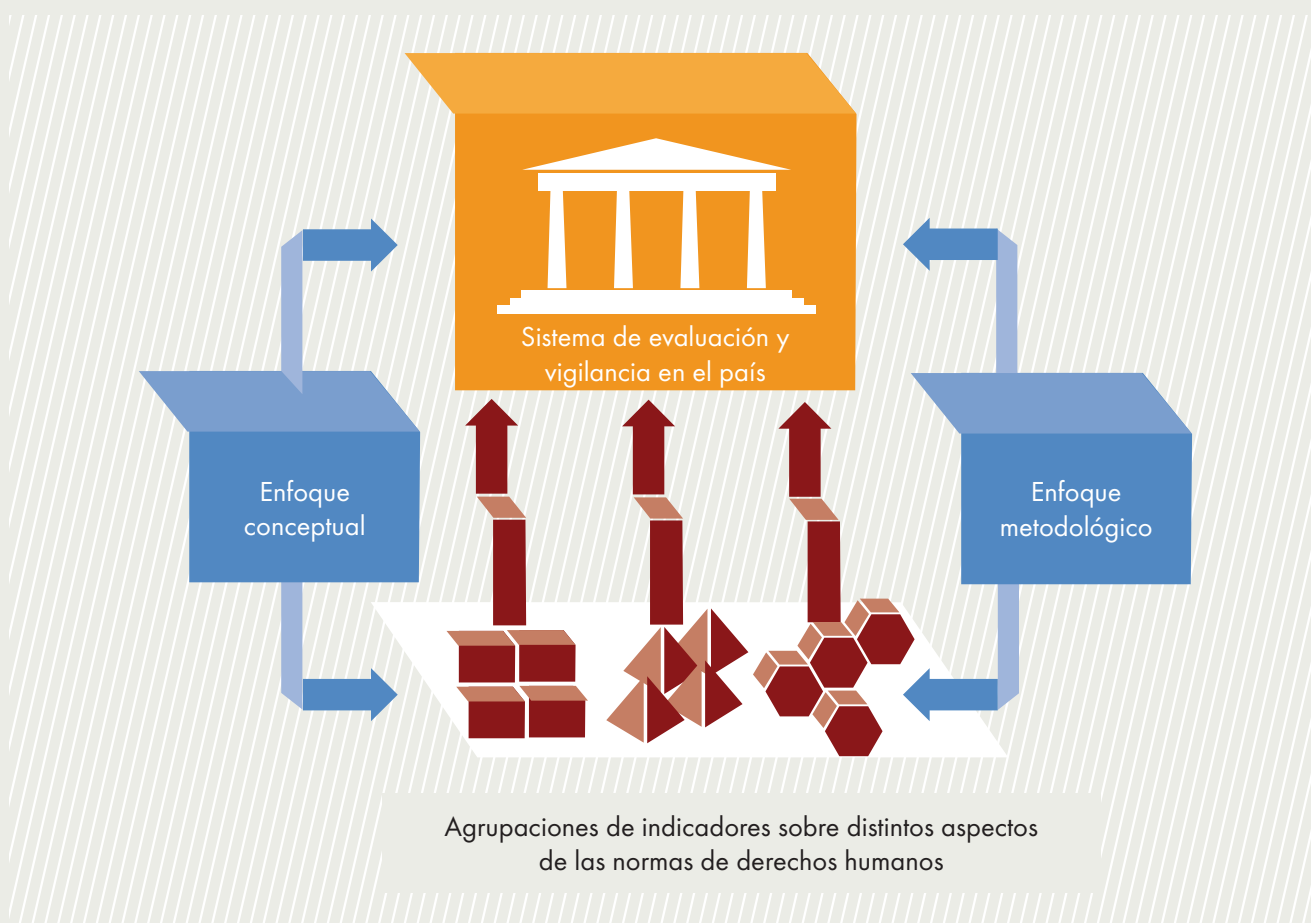 Sistema de evaluación y
vigilancia en el país
Enfoque
conceptual
Enfoque
metodológico
Agrupaciones de indicadores sobre distintos aspectos
de las normas de derechos humanos